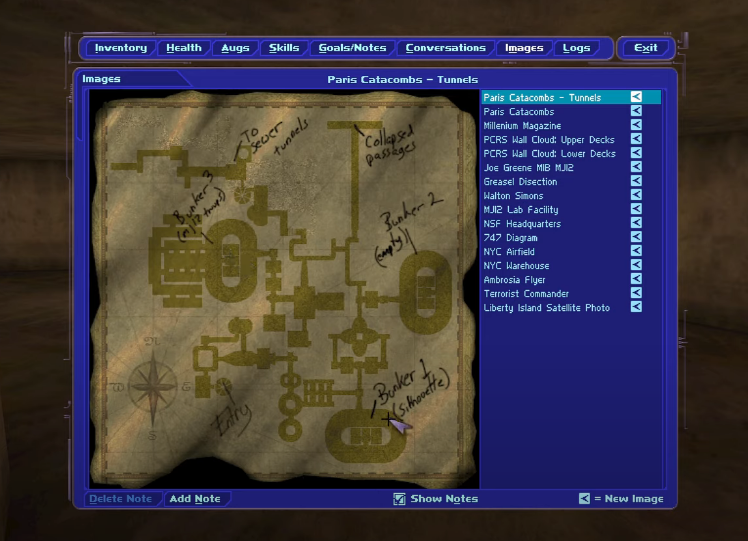 Inventory Health Augs Skills Goals/Notes Conversations Images Logs Exit
Images
Paris Catacombs - Tunnels
To
sewer
tunnels
Collapsed
passages
Bunker 3
Bunker 2
(empty)
Bunker 1
(silhouette)
Entry
Paris Catacombs - Tunnels
Paris Catacombs
Millenium Magazine
PCRS Wall Cloud: Upper Decks
PCRS Wall Cloud: Lower Decks
Joe Greene MIB MJ12
Greasel Disection
Walton Simons
MJ12 Lab Facility
NSF Headquarters
747 Diagram
NYC Airfield
NYC Warehouse
Ambrosia Flyer
Terrorist Commander
Liberty Island Satellite Photo
Delete Note Add Note Show Notes = New Image